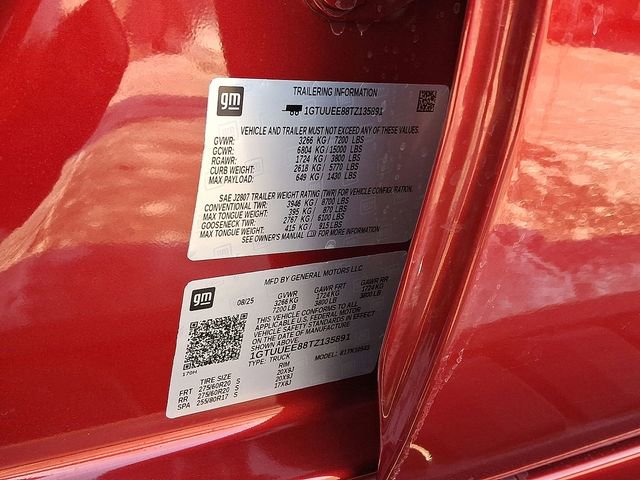 gm
TRAILERING INFORMATION
1GTUUEE88TZ135891
VEHICLE AND TRAILER MUST NOT EXCEED ANY OF THESE VALUES.
GVWR: 3266 KG/ 7200 LBS
GCWR: 6804 KG/15000 LBS
RGAWR: 1724 KG/ 3800 LBS
CURB WEIGHT: 2618 KG/ 5770 LBS
MAX PAYLOAD: 649 KG/ 1430 LBS
SAE J2807 TRAILER WEIGHT RATING (TWR) FOR VEHICLE CONFIGURATION.
CONVENTIONAL TWR: 3946 KG/ 8700 LBS
MAX TONGUE WEIGHT: 395 KG/ 870 LBS
GOOSENECK TWR: 2767 KG/ 6100 LBS
MAX TONGUE WEIGHT: 415 KG/ 915 LBS
SEE OWNER'S MANUAL FOR MORE INFORMATION
gm
MFD BY GENERAL MOTORS LLC
08/25 GVWR GAWR FRT GAWR RR
3266 KG 1724 KG 1724 KG
7200 LB 3800 LB 3800 LB
THIS VEHICLE CONFORMS TO ALL
APPLICABLE U.S. FEDERAL MOTOR
VEHICLE SAFETY STANDARDS IN EFFECT
ON THE DATE OF MANUFACTURE
SHOWN ABOVE
1GTUUEE88TZ135891
TYPE: TRUCK MODEL:
TIRE SIZE RIM
FRT 275/60R20 S 20X9J
RR 275/60R20 S 20X9J
SPA 255/80R17 S 17X8J